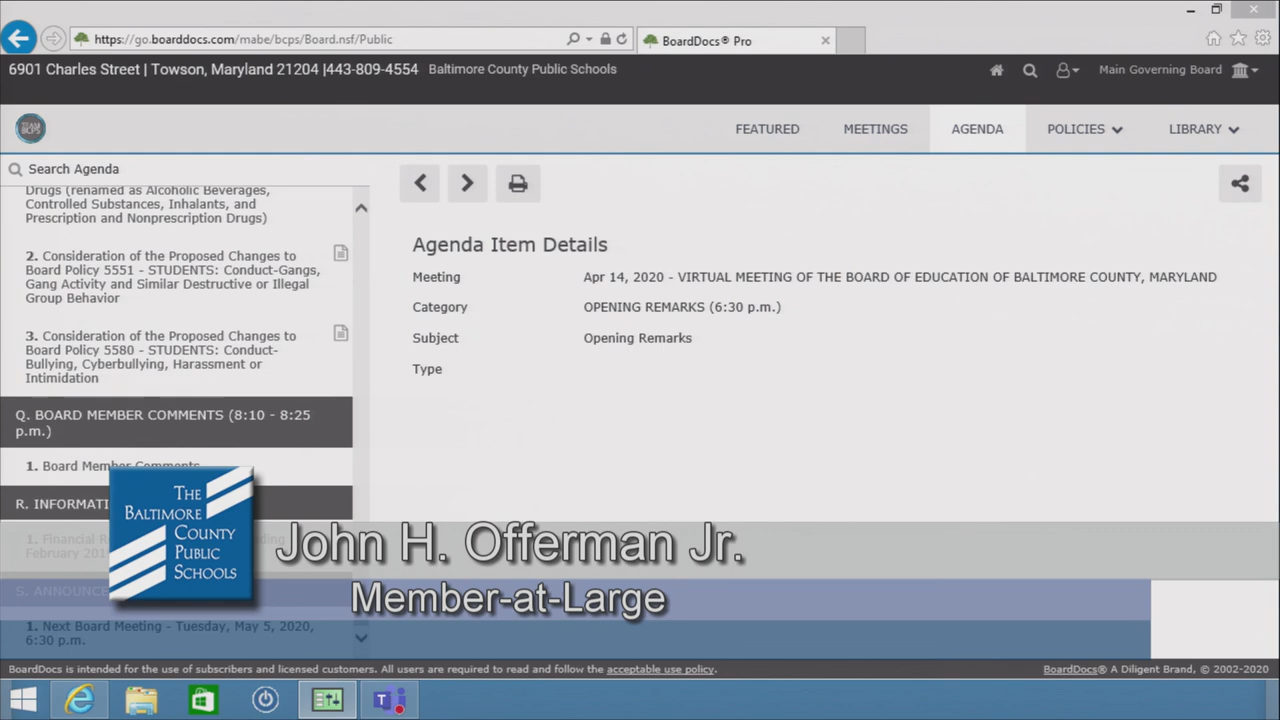 https://go.boarddocs.com/mabe/bcps/Board.nsf/Public
BoardDocs® Pro
6901 Charles Street | Towson, Maryland 21204 |443-809-4554 Baltimore County Public Schools
Main Governing Board
TEAM BCPS
FEATURED
MEETINGS
AGENDA
POLICIES
LIBRARY
Search Agenda
Drugs (renamed as Alcoholic Beverages,
Controlled Substances, Inhalants, and
Prescription and Nonprescription Drugs)
2. Consideration of the Proposed Changes to
Board Policy 5551 - STUDENTS: Conduct-Gangs,
Gang Activity and Similar Destructive or Illegal
Group Behavior
3. Consideration of the Proposed Changes to
Board Policy 5580 - STUDENTS: Conduct-
Bullying, Cyberbullying, Harassment or
Intimidation
Q. BOARD MEMBER COMMENTS (8:10 - 8:25
p.m.)
1. Board Member Comments
R. INFORMATI
1. Financial
February
S. ANNOUNCE
1. Next Board Meeting - Tuesday, May 5, 2020,
6:30 p.m.
Agenda Item Details
Meeting
Apr 14, 2020 - VIRTUAL MEETING OF THE BOARD OF EDUCATION OF BALTIMORE COUNTY, MARYLAND
Category
OPENING REMARKS (6:30 p.m.)
Subject
Opening Remarks
Type
THE
BALTIMORE
COUNTY
PUBLIC
SCHOOLS
John H. Offerman Jr.
Member-at-Large
BoardDocs is intended for the use of subscribers and licensed customers. All users are required to read and follow the acceptable use policy.
BoardDocs® A Diligent Brand, © 2002-2020